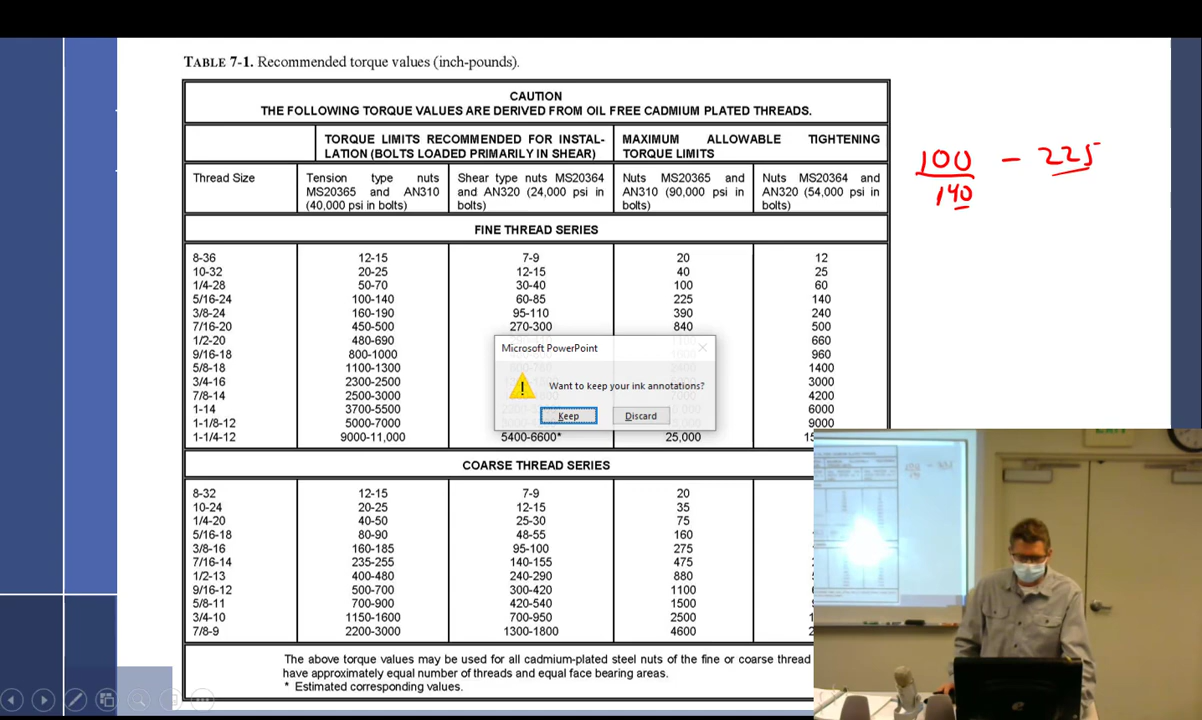 TABLE 7-1. Recommended torque values (inch-pounds).
CAUTION
THE FOLLOWING TORQUE VALUES ARE DERIVED FROM OIL FREE CADMIUM PLATED THREADS.
TORQUE LIMITS RECOMMENDED FOR INSTAL-
LATION (BOLTS LOADED PRIMARILY IN SHEAR)
MAXIMUM ALLOWABLE TIGHTENING
TORQUE LIMITS
Thread Size
Tension type nuts
MS20365 and AN310
(40,000 psi in bolts)
Shear type nuts MS20364
and AN320 (24,000 psi in
bolts)
Nuts MS20365 and
AN310 (90,000 psi in
bolts)
Nuts MS20364 and
AN320 (54,000 psi in
bolts)
FINE THREAD SERIES
8-36 12-15 7-9 20 12
10-32 20-25 12-15 40 25
1/4-28 50-70 30-40 100 60
5/16-24 100-140 60-85 225 140
3/8-24 160-190 95-110 390 240
7/16-20 450-500 270-300 840 500
1/2-20 480-690 660
9/16-18 800-1000 960
5/8-18 1100-1300 1400
3/4-16 2300-2500 3000
7/8-14 2500-3000 4200
1-14 3700-5500 6000
1-1/8-12 5000-7000 9000
1-1/4-12 9000-11,000 5400-6600* 25,000
COARSE THREAD SERIES
8-32 12-15 7-9 20
10-24 20-25 12-15 35
1/4-20 40-50 25-30 75
5/16-18 80-90 48-55 160
3/8-16 160-185 95-100 275
7/16-14 235-255 140-155 475
1/2-13 400-480 240-290 880
9/16-12 500-700 300-420 1100
5/8-11 700-900 420-540 1500
3/4-10 1150-1600 700-950 2500
7/8-9 2200-3000 1300-1800 4600
The above torque values may be used for all cadmium-plated steel nuts of the fine or coarse thread
have approximately equal number of threads and equal face bearing areas.
* Estimated corresponding values.
100 - 225
140
Microsoft PowerPoint
Want to keep your ink annotations?
Keep Discard
EXIT